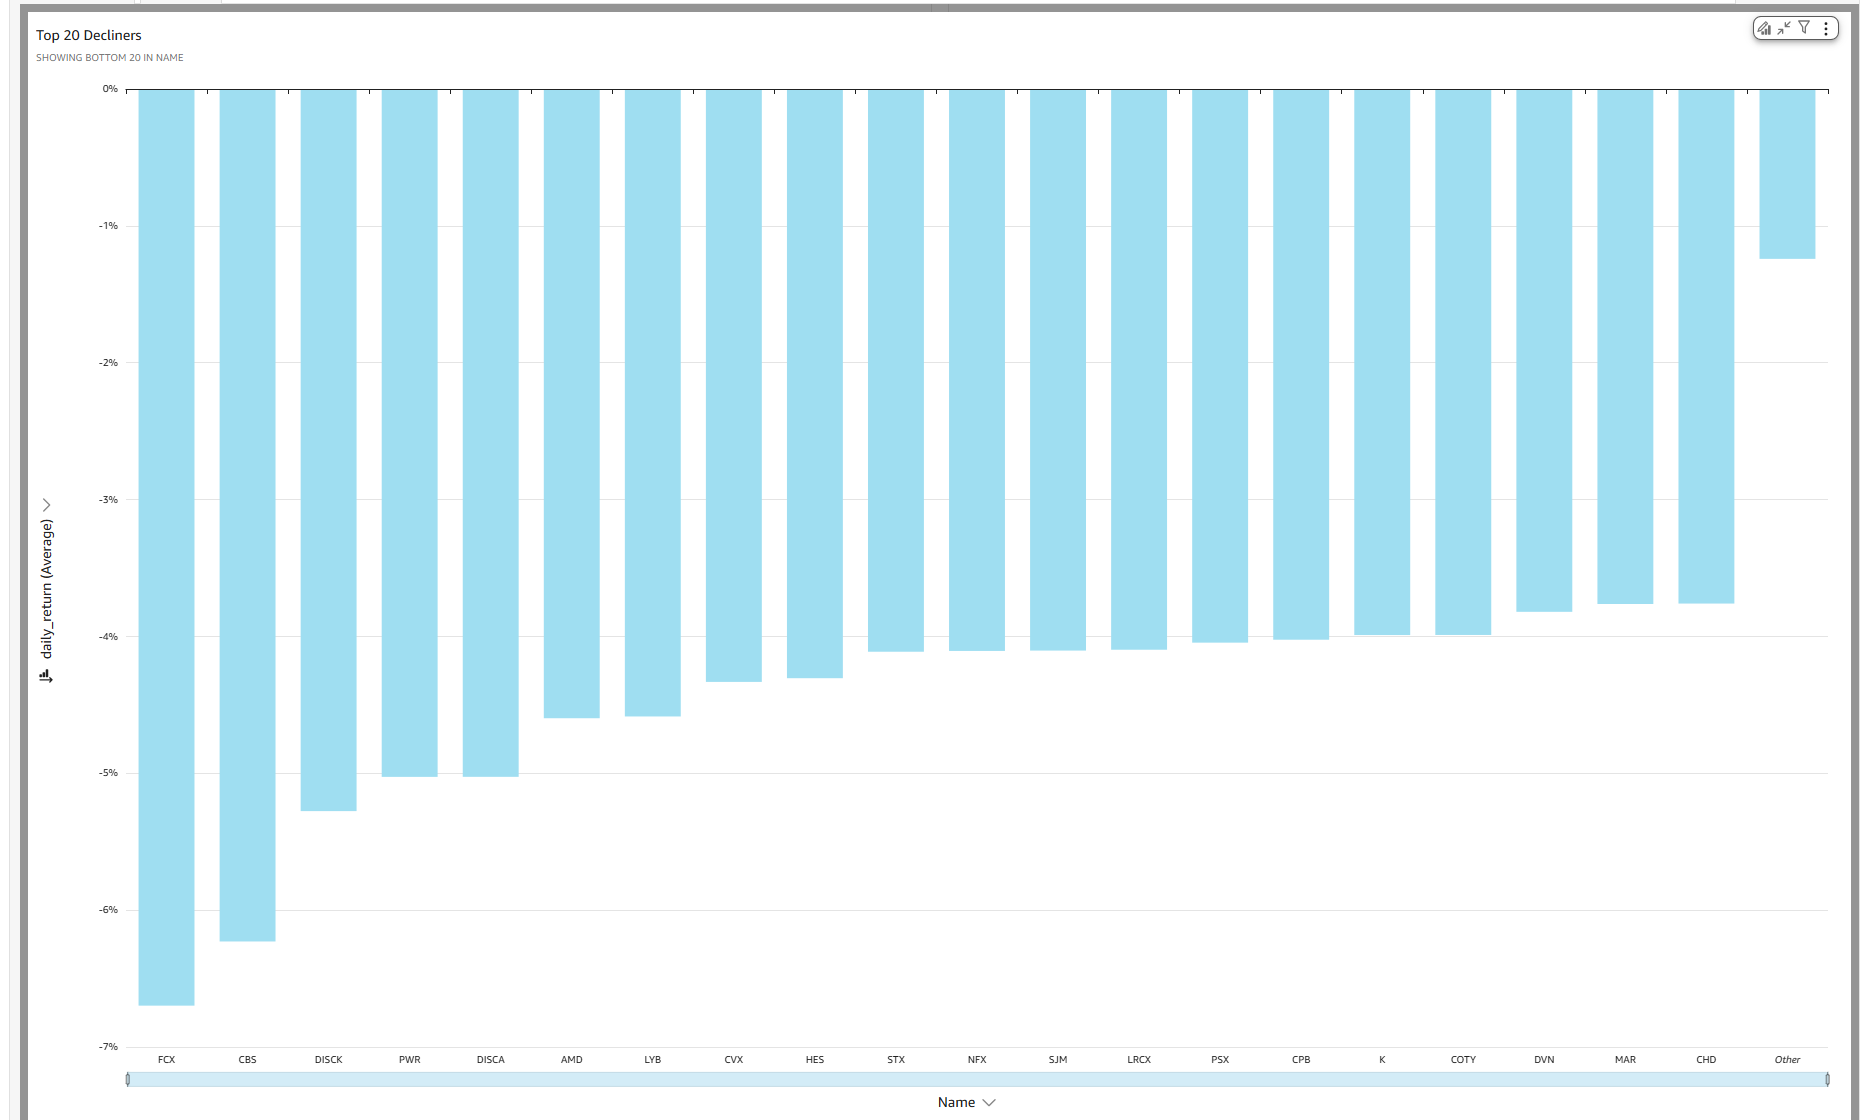 Top 20 Decliners
SHOWING BOTTOM 20 IN NAME
0%
-1%
-2%
-3%
-4%
-5%
-6%
-7%
daily_return (Average)
FCX CBS DISCK PWR DISCA AMD LYB CVX HES STX NFX SJM LRCX PSX CPB K COTY DVN MAR CHD Other
Name